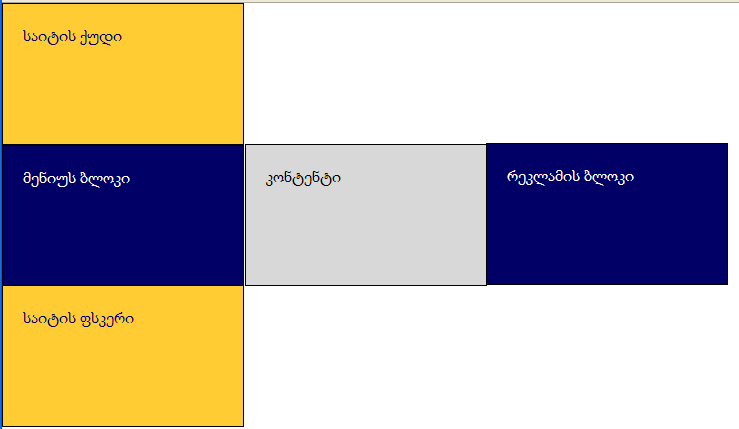 საიტის ქუდი
მენიუს ბლოკი
კონტენტი
რეკლამის ბლოკი
საიტის ფსკერი